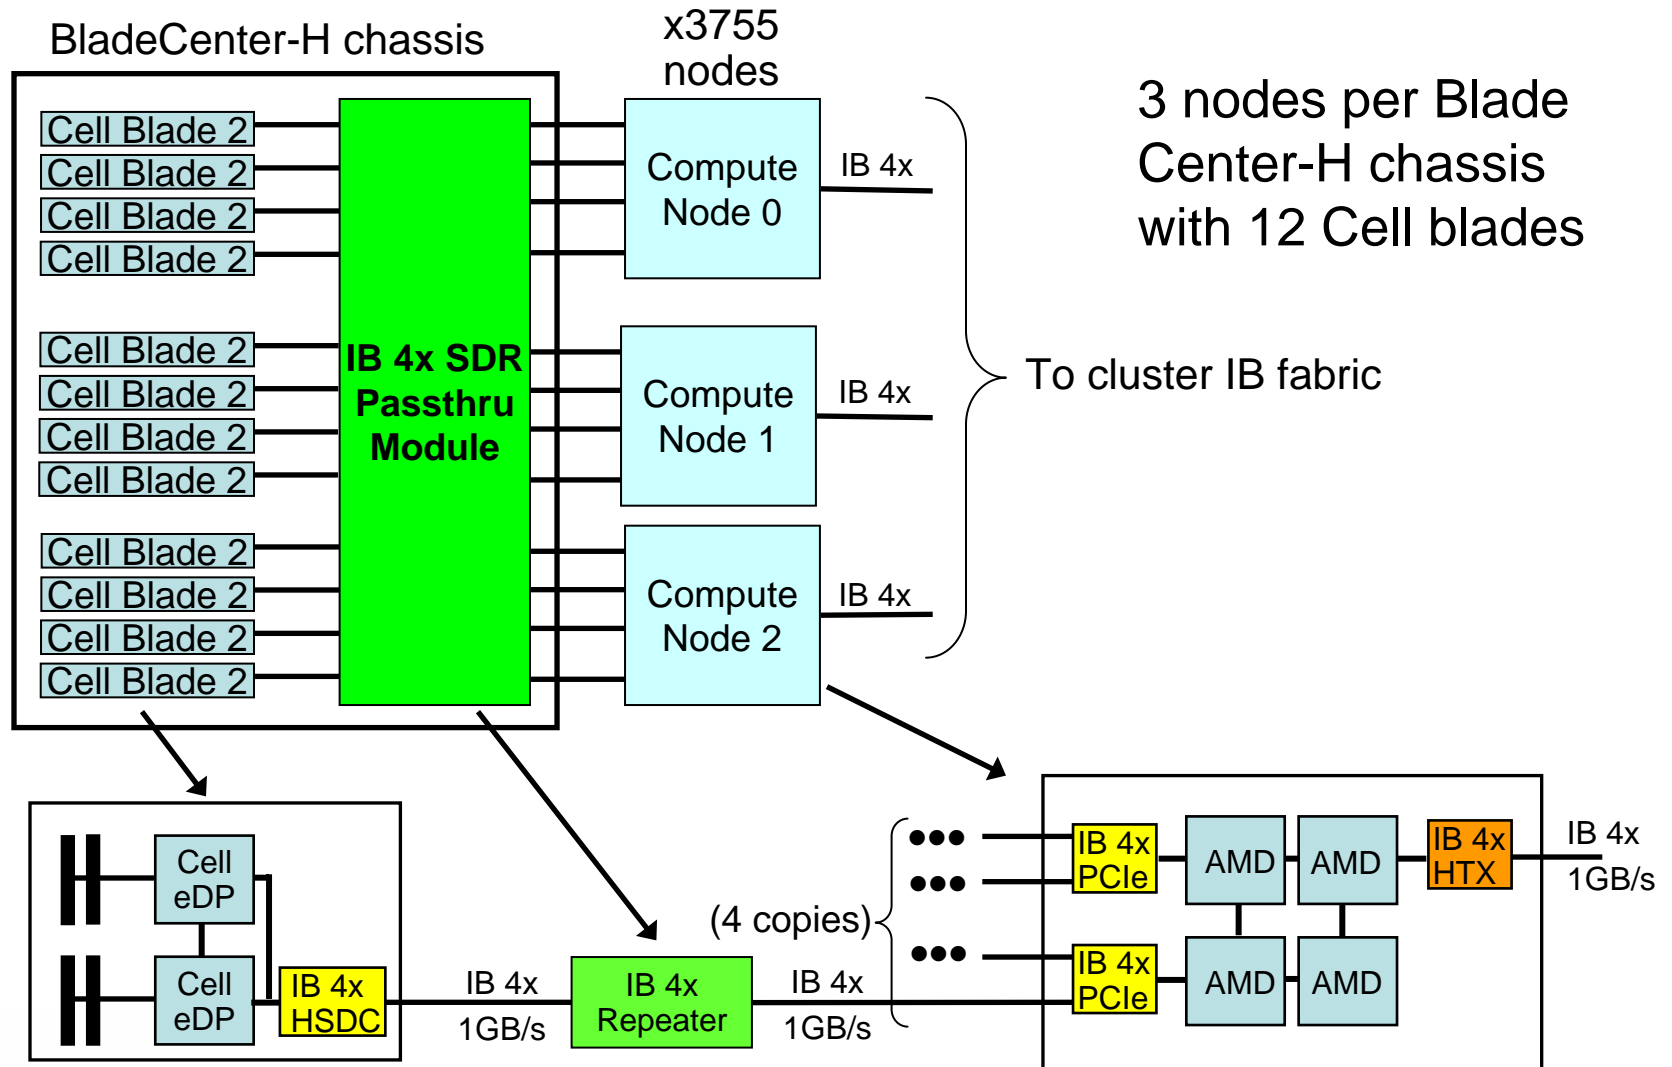 BladeCenter-H chassis
x3755
nodes
3 nodes per Blade
Center-H chassis
with 12 Cell blades
Cell Blade 2
Cell Blade 2
Cell Blade 2
Cell Blade 2
Cell Blade 2
Cell Blade 2
Cell Blade 2
Cell Blade 2
Cell Blade 2
Cell Blade 2
Cell Blade 2
Cell Blade 2
IB 4x SDR
Passthru
Module
Compute
Node 0
IB 4x
Compute
Node 1
IB 4x
Compute
Node 2
IB 4x
To cluster IB fabric
Cell
eDP
Cell
eDP
IB 4x
HSDC
IB 4x
1GB/s
IB 4x
Repeater
IB 4x
1GB/s
(4 copies)
IB 4x
PCIe
IB 4x
PCIe
AMD
AMD
AMD
AMD
IB 4x
HTX
IB 4x
1GB/s